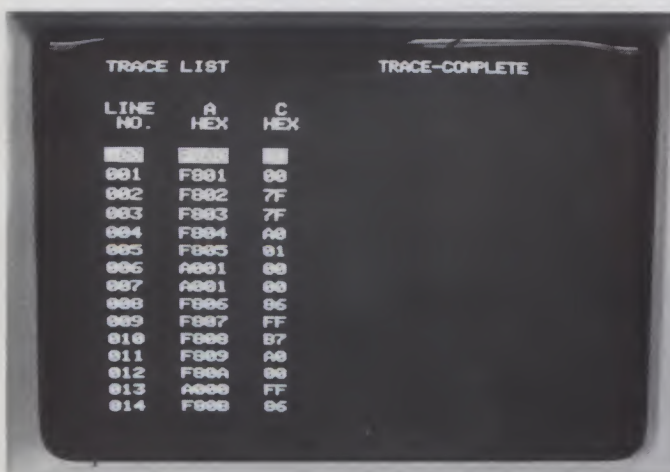 TRACE LIST TRACE-COMPLETE
LINE A C
NO. HEX HEX
001 F801 00
002 F802 7F
003 F803 7F
004 F804 A0
005 F805 01
006 A001 00
007 A001 00
008 F806 86
009 F807 FF
010 F808 B7
011 F809 A0
012 F80A 00
013 A000 FF
014 F80B 86